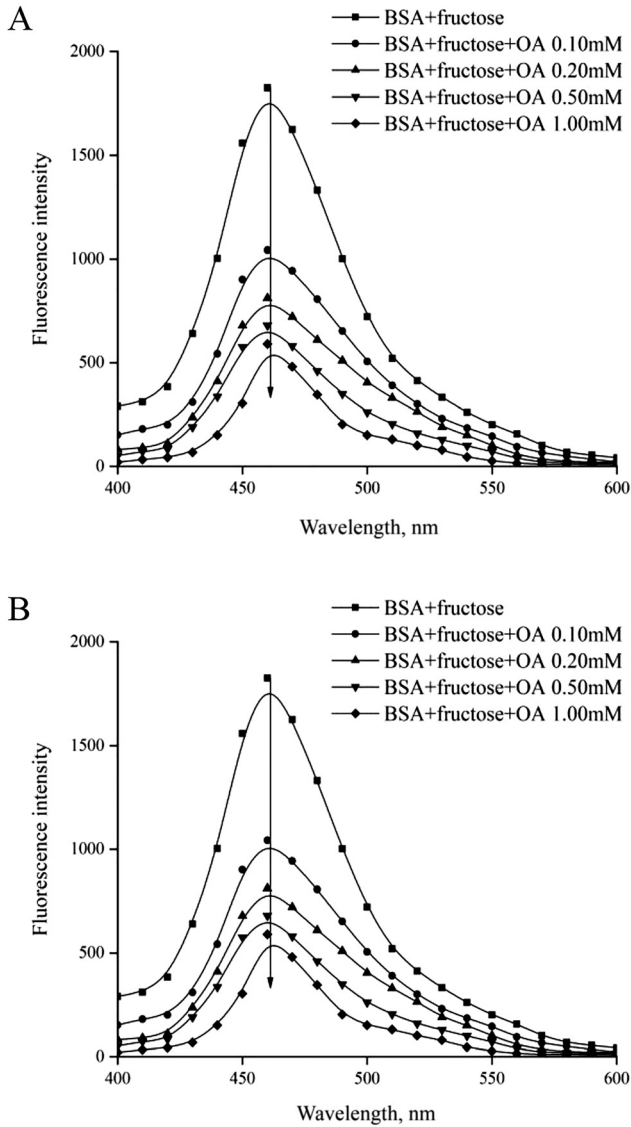 A
BSA+fructose
BSA+fructose+OA 0.10mM
BSA+fructose+OA 0.20mM
BSA+fructose+OA 0.50mM
BSA+fructose+OA 1.00mM
2000
1500
1000
500
0
Fluorescence intensity
400 450 500 550 600
Wavelength, nm
B
BSA+fructose
BSA+fructose+OA 0.10mM
BSA+fructose+OA 0.20mM
BSA+fructose+OA 0.50mM
BSA+fructose+OA 1.00mM
2000
1500
1000
500
0
Fluorescence intensity
400 450 500 550 600
Wavelength, nm